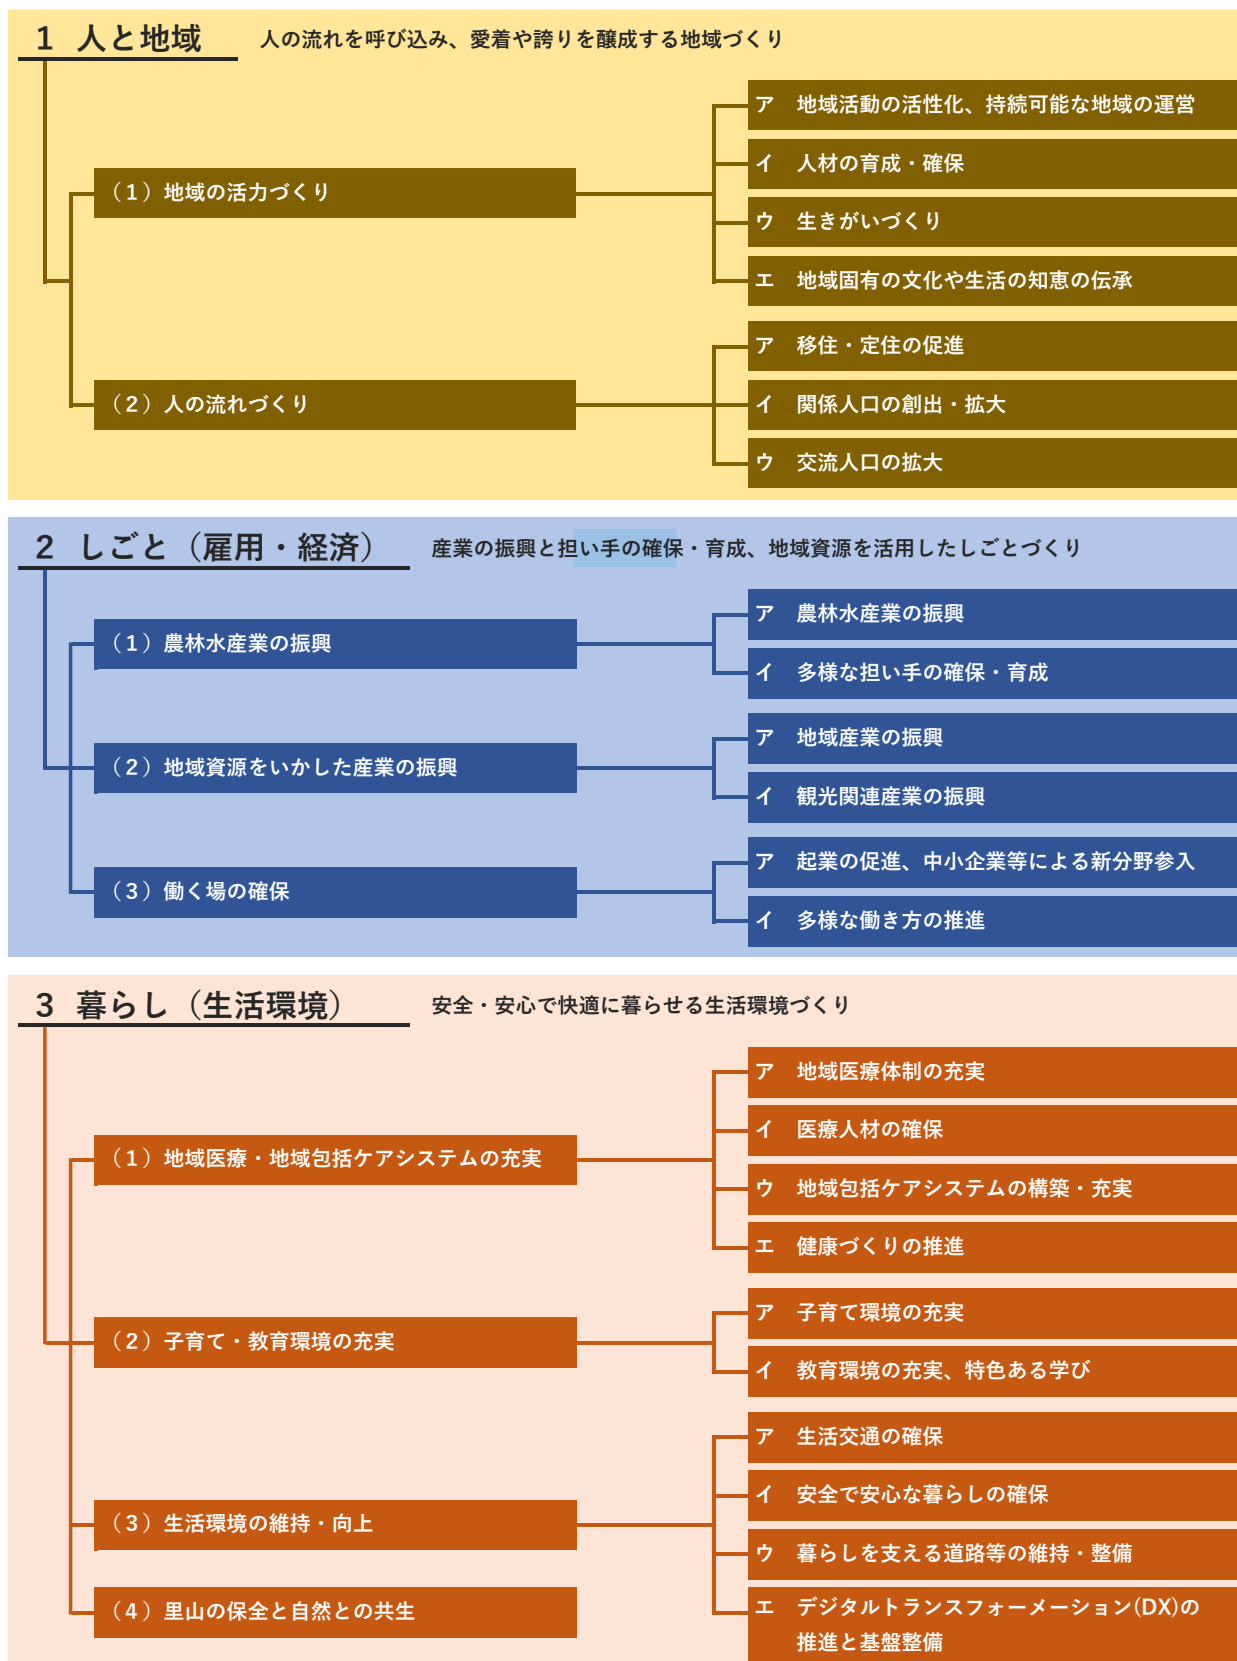 1 人と地域 人の流れを呼び込み、愛着や誇りを醸成する地域づくり
（1）地域の活力づくり
ア 地域活動の活性化、持続可能な地域の運営
イ 人材の育成・確保
ウ 生きがいづくり
エ 地域固有の文化や生活の知恵の伝承
（2）人の流れづくり
ア 移住・定住の促進
イ 関係人口の創出・拡大
ウ 交流人口の拡大
2 しごと（雇用・経済） 産業の振興と担い手の確保・育成、地域資源を活用したしごとづくり
（1）農林水産業の振興
ア 農林水産業の振興
イ 多様な担い手の確保・育成
（2）地域資源をいかした産業の振興
ア 地域産業の振興
イ 観光関連産業の振興
（3）働く場の確保
ア 起業の促進、中小企業等による新分野参入
イ 多様な働き方の推進
3 暮らし（生活環境） 安全・安心で快適に暮らせる生活環境づくり
（1）地域医療・地域包括ケアシステムの充実
ア 地域医療体制の充実
イ 医療人材の確保
ウ 地域包括ケアシステムの構築・充実
エ 健康づくりの推進
（2）子育て・教育環境の充実
ア 子育て環境の充実
イ 教育環境の充実、特色ある学び
（3）生活環境の維持・向上
ア 生活交通の確保
イ 安全で安心な暮らしの確保
ウ 暮らしを支える道路等の維持・整備
エ デジタルトランスフォーメーション(DX)の
推進と基盤整備
（4）里山の保全と自然との共生